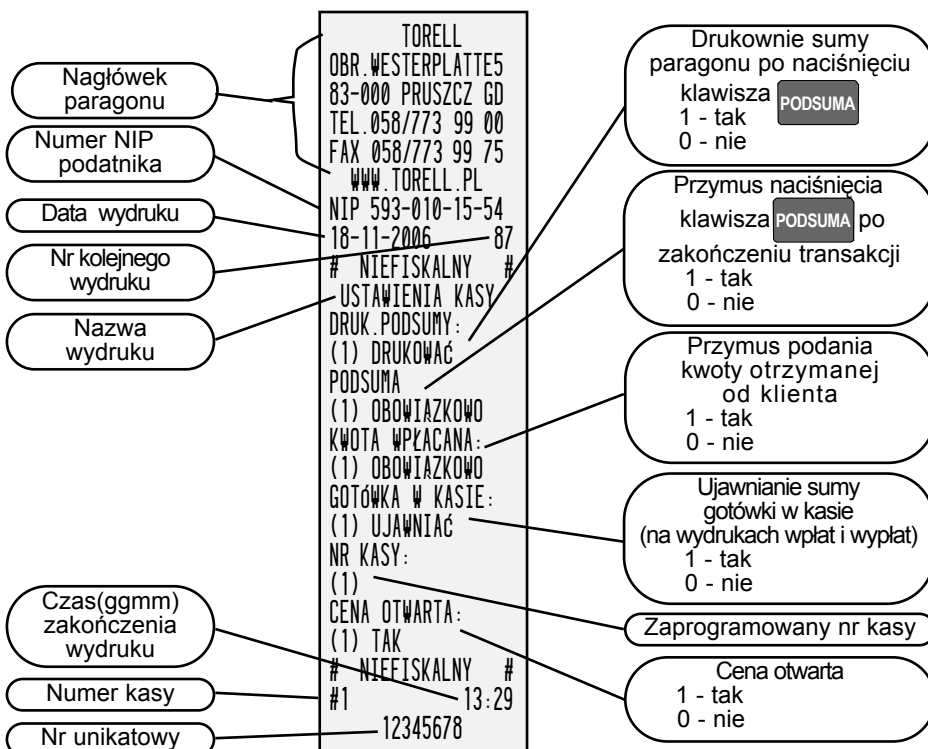 Nagłówek
paragonu
Numer NIP
podatnika
Data wydruku
Nr kolejnego
wydruku
Nazwa
wydruku
Czas(ggmm)
zakończenia
wydruku
Numer kasy
Nr unikatowy
TORELL
OBR.WESTERPLATTE5
83-000 PRUSZCZ GD
TEL.058/773 99 00
FAX 058/773 99 75
WWW.TORELL.PL
NIP 593-010-15-54
18-11-2006 87
# NIEFISKALNY #
USTAWIENIA KASY
DRUK.PODSUMY:
(1) DRUKOWAć
PODSUMA
(1) OBOWIĄZKOWO
KWOTA WPŁACANA:
(1) OBOWIĄZKOWO
GOTóWKA W KASIE:
(1) UJAWNIAć
NR KASY:
(1)
CENA OTWARTA:
(1) TAK
# NIEFISKALNY #
#1 13:29
12345678
Drukownie sumy
paragonu po naciśnięciu
klawisza PODSUMA
1 - tak
0 - nie
Przymus naciśnięcia
klawisza PODSUMA po
zakończeniu transakcji
1 - tak
0 - nie
Przymus podania
kwoty otrzymanej
od klienta
1 - tak
0 - nie
Ujawnianie sumy
gotówki w kasie
(na wydrukach wpłat i wypłat)
1 - tak
0 - nie
Zaprogramowany nr kasy
Cena otwarta
1 - tak
0 - nie